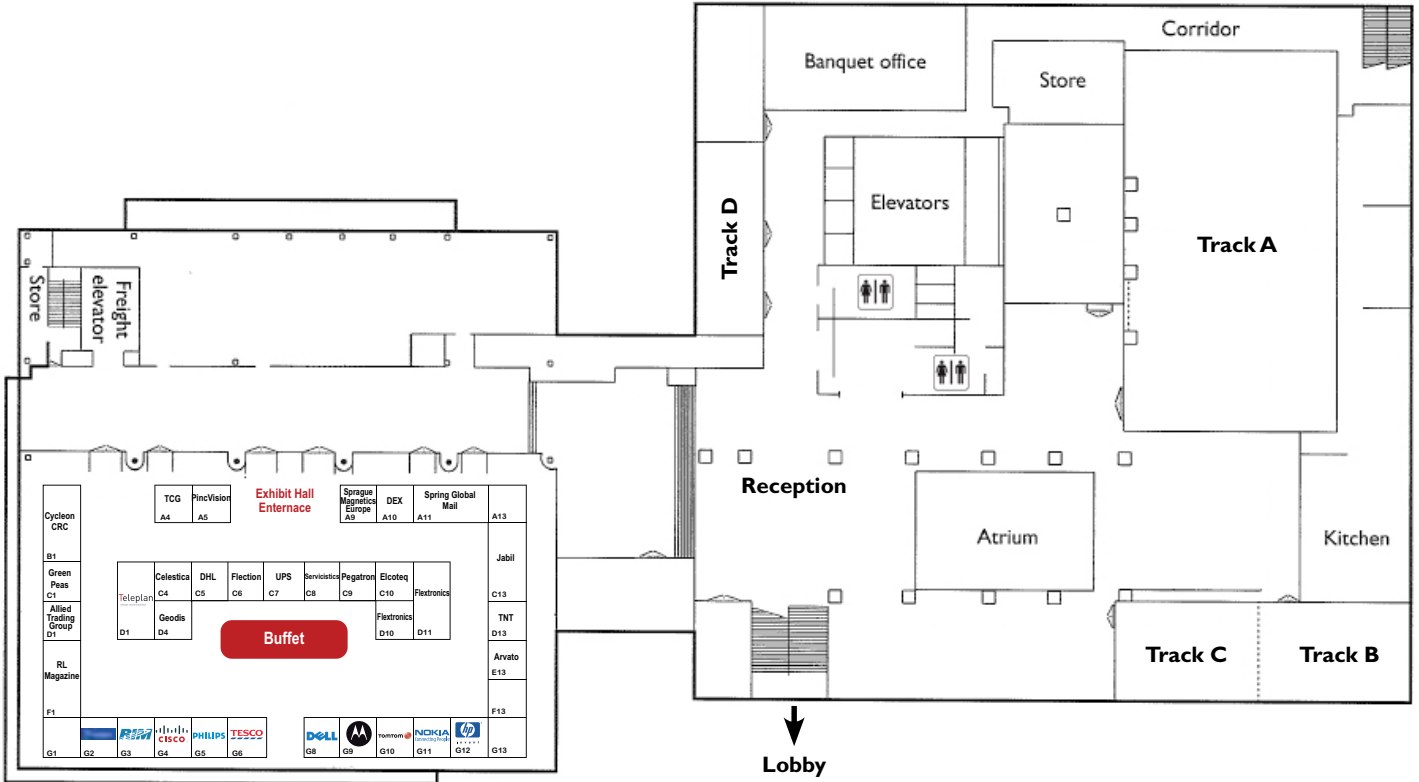 Corridor
Banquet office
Store
Elevators
Track D
Track A
Store
Freight
elevator
Reception
Atrium
Kitchen
Track C
Track B
Lobby
Exhibit Hall
Enternace
TCG
A4
PincVision
A5
Sprague
Magnetics
Europe
A9
DEX
A10
Spring Global
Mail
A11
A13
Cycleon
CRC
B1
Green
Peas
C1
Allied
Trading
Group
D1
RL
Magazine
F1
Teleplan
D1
Celestica
C4
DHL
C5
Flection
C6
UPS
C7
Servicistics
C8
Pegatron
C9
Elcoteq
C10
Flextronics
D11
Geodis
D4
Flextronics
D10
Buffet
Jabil
C13
TNT
D13
Arvato
E13
F13
G1
G2
RIM
G3
CISCO
G4
PHILIPS
G5
TESCO
G6
DELL
G8
G9
TOMTOM
G10
NOKIA
Connecting People
G11
hp
invent
G12
G13